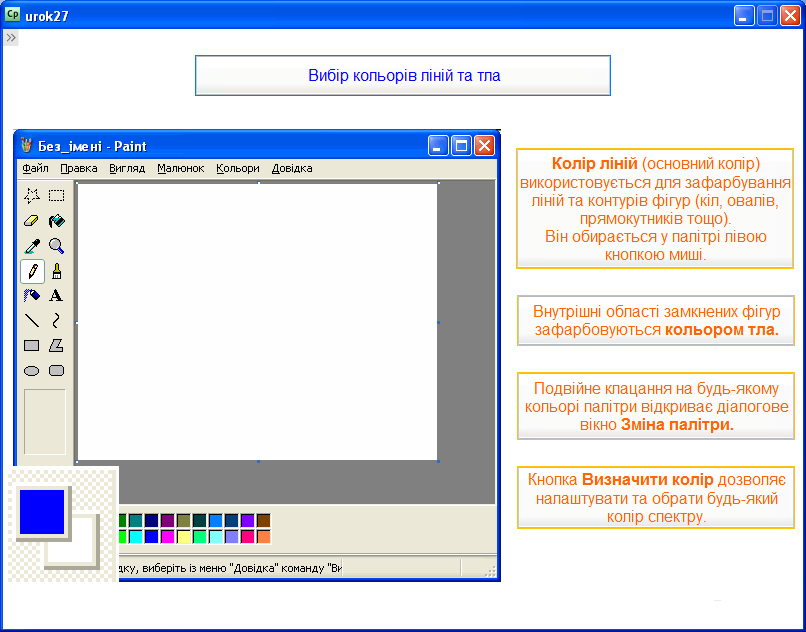 urok27
Вибір кольорів ліній та тла
Без_імені - Paint
Файл Правка Вигляд Малюнок Кольори Довідка
Колір ліній (основний колір)
використовується для зафарбування
ліній та контурів фігур (кіл, овалів,
прямокутників тощо).
Він обирається у палітрі лівою
кнопкою миші.
Внутрішні області замкнених фігур
зафарбовуються кольором тла.
Подвійне клацання на будь-якому
кольорі палітри відкриває діалогове
вікно Зміна палітри.
Кнопка Визначити колір дозволяє
налаштувати та обрати будь-який
колір спектру.
дку, виберіть із меню "Довідка" команду "Ви